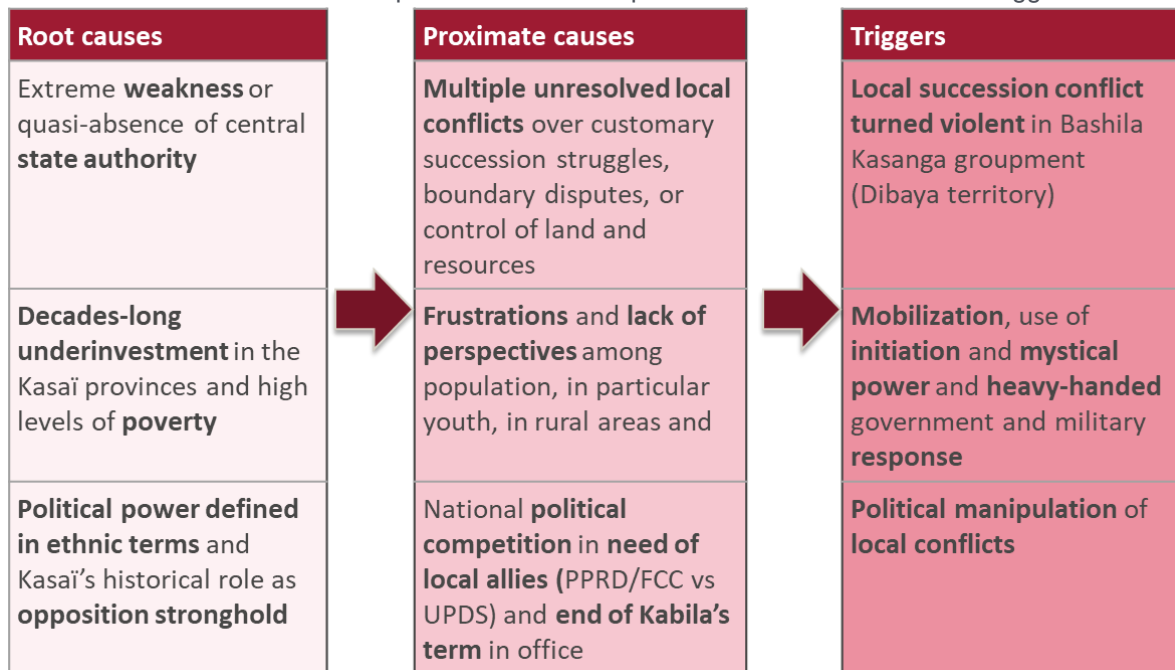 Root causes
Extreme weakness or
quasi-absence of central
state authority
Decades-long
underinvestment in the
Kasaï provinces and high
levels of poverty
Political power defined
in ethnic terms and
Kasaï's historical role as
opposition stronghold
Proximate causes
Multiple unresolved local
conflicts over customary
succession struggles,
boundary disputes, or
control of land and
resources
Frustrations and lack of
perspectives among
population, in particular
youth, in rural areas and
National political
competition in need of
local allies (PPRD/FCC vs
UPDS) and end of Kabila's
term in office
Triggers
Local succession conflict
turned violent in Bashila
Kasanga groupment
(Dibaya territory)
Mobilization, use of
initiation and mystical
power and heavy-handed
government and military
response
Political manipulation of
local conflicts